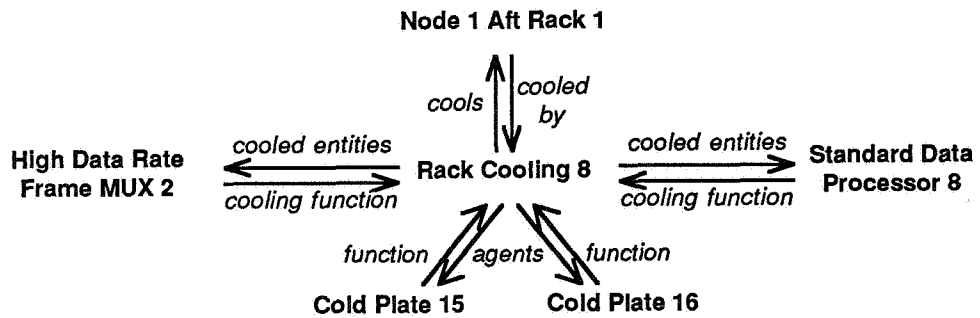 Node 1 Aft Rack 1
cools
cooled
by
cooled entities
cooled entities
High Data Rate
Frame MUX 2
Rack Cooling 8
Standard Data
Processor 8
cooling function
cooling function
function
agents
function
Cold Plate 15
Cold Plate 16